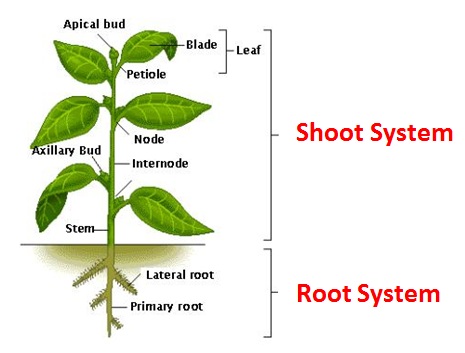 Apical bud
Blade
Leaf
Petiole
Node
Shoot System
Axillary Bud
Internode
Stem
Lateral root
Root System
Primary root